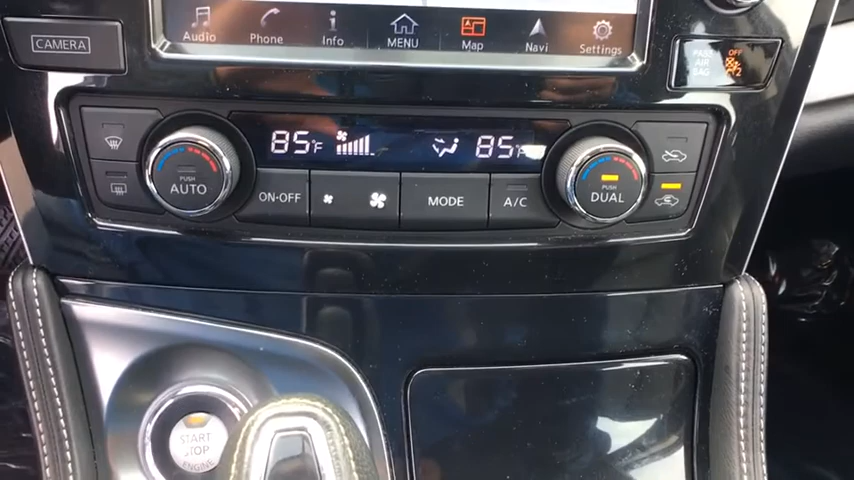 Audio Phone Info MENU Map Navi Settings
CAMERA
PASS AIR BAG OFF 2
85°F 85°F
PUSH AUTO
ON·OFF MODE A/C
PUSH DUAL
START
STOP
ENGINE